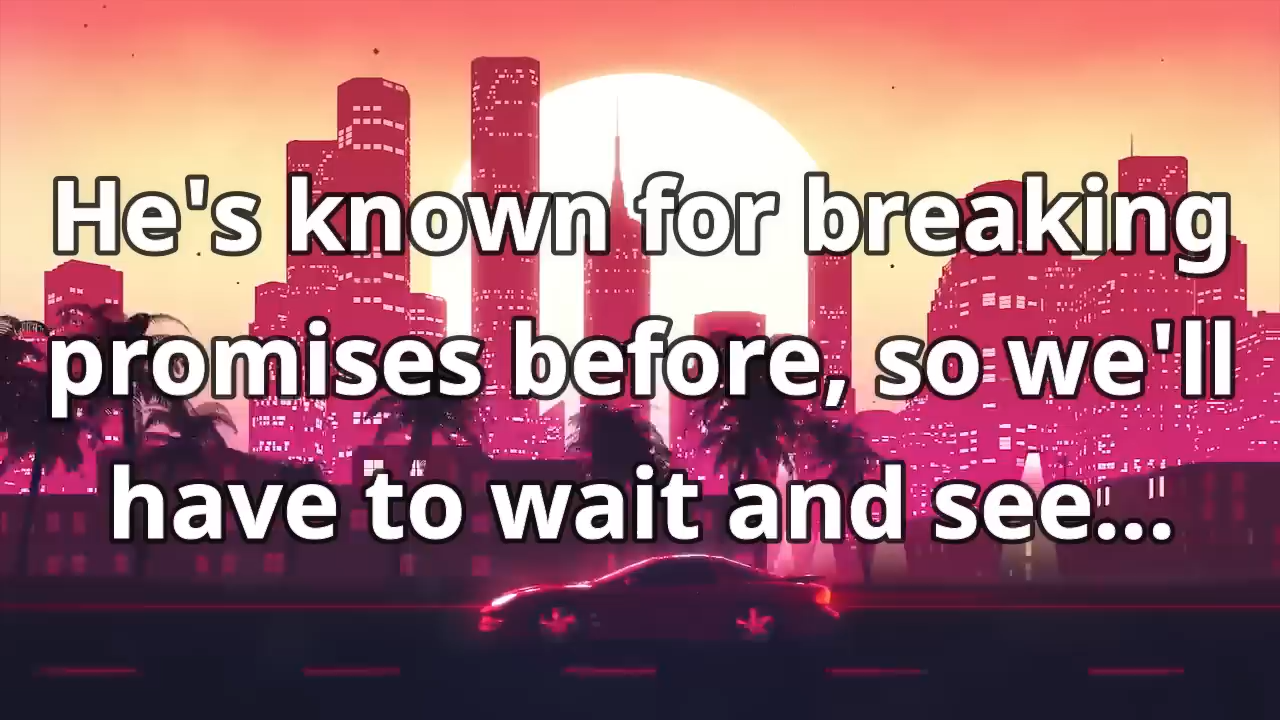 He's known for breaking
promises before, so we'll
have to wait and see...